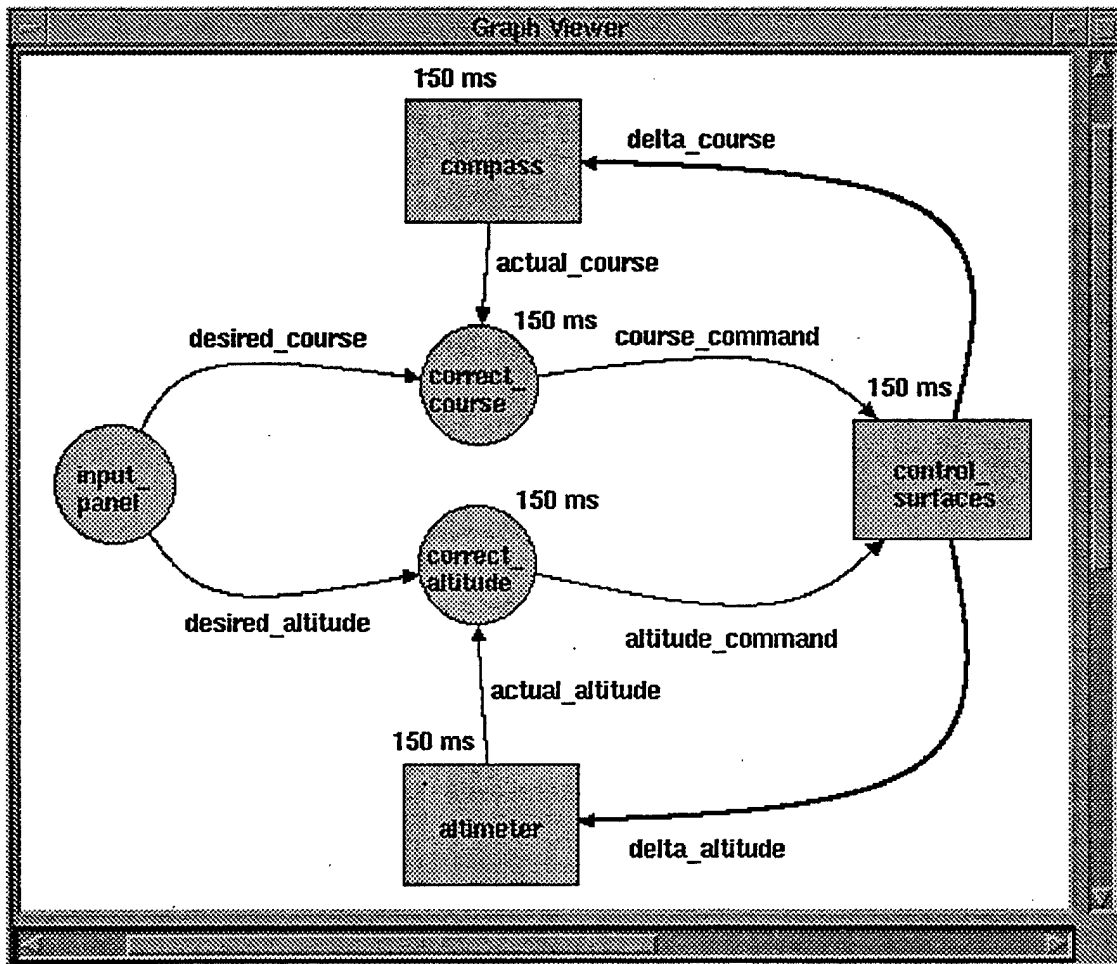 Graph Viewer
150 ms
compass
delta_course
actual_course
150 ms
desired_course
course_command
correct_
course
150 ms
input_
panel
control_
surfaces
150 ms
correct_
altitude
desired_altitude
altitude_command
actual_altitude
150 ms
altimeter
delta_altitude